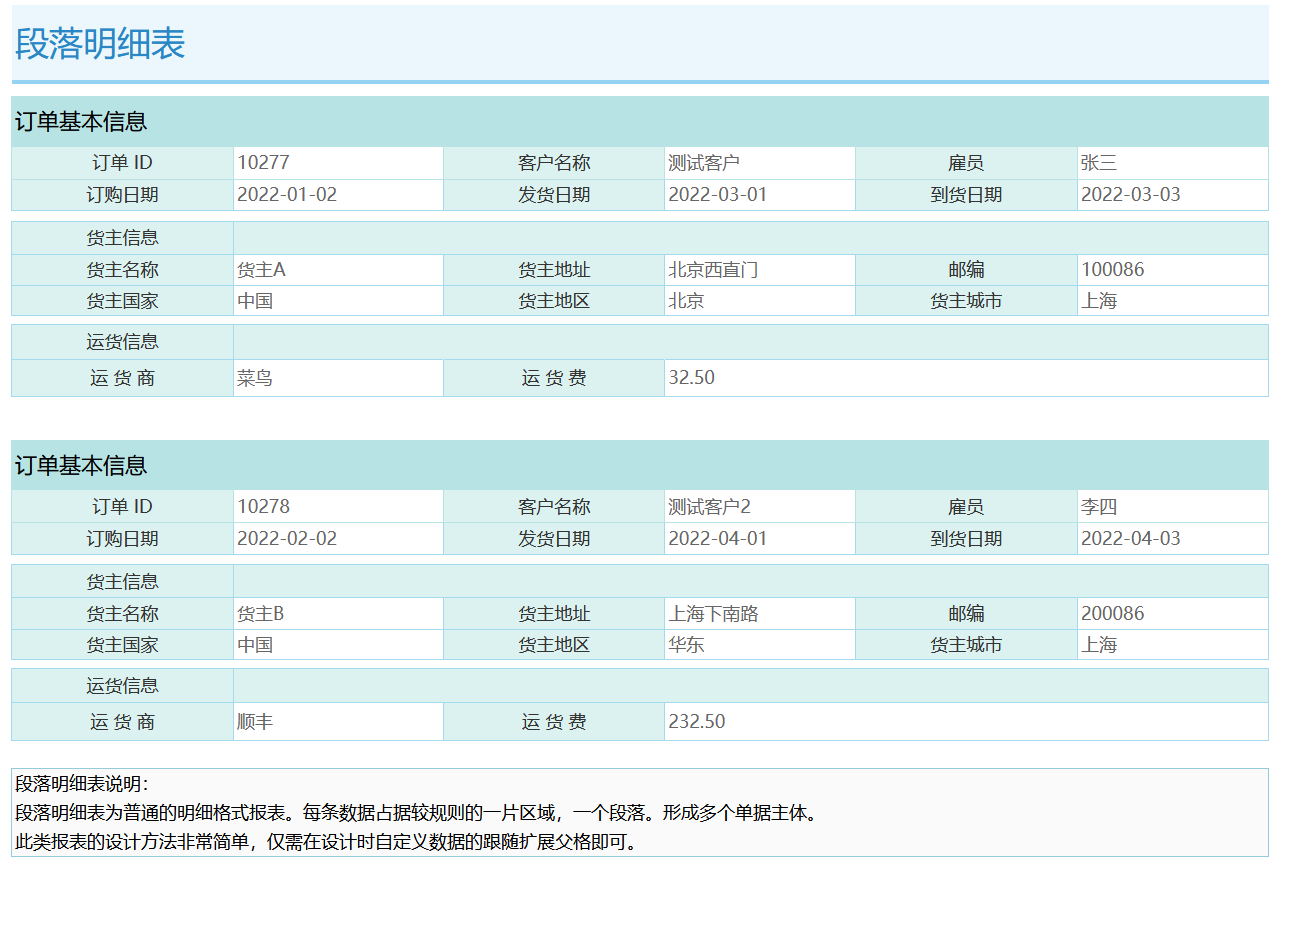 段落明细表
订单基本信息
订单 ID 10277 客户名称 测试客户 雇员 张三
订购日期 2022-01-02 发货日期 2022-03-01 到货日期 2022-03-03
货主信息
货主名称 货主A 货主地址 北京西直门 邮编 100086
货主国家 中国 货主地区 北京 货主城市 上海
运货信息
运 货 商 菜鸟 运 货 费 32.50
订单基本信息
订单 ID 10278 客户名称 测试客户2 雇员 李四
订购日期 2022-02-02 发货日期 2022-04-01 到货日期 2022-04-03
货主信息
货主名称 货主B 货主地址 上海下南路 邮编 200086
货主国家 中国 货主地区 华东 货主城市 上海
运货信息
运 货 商 顺丰 运 货 费 232.50
段落明细表说明：
段落明细表为普通的明细格式报表。每条数据占据较规则的一片区域，一个段落。形成多个单据主体。
此类报表的设计方法非常简单，仅需在设计时自定义数据的跟随扩展父格即可。